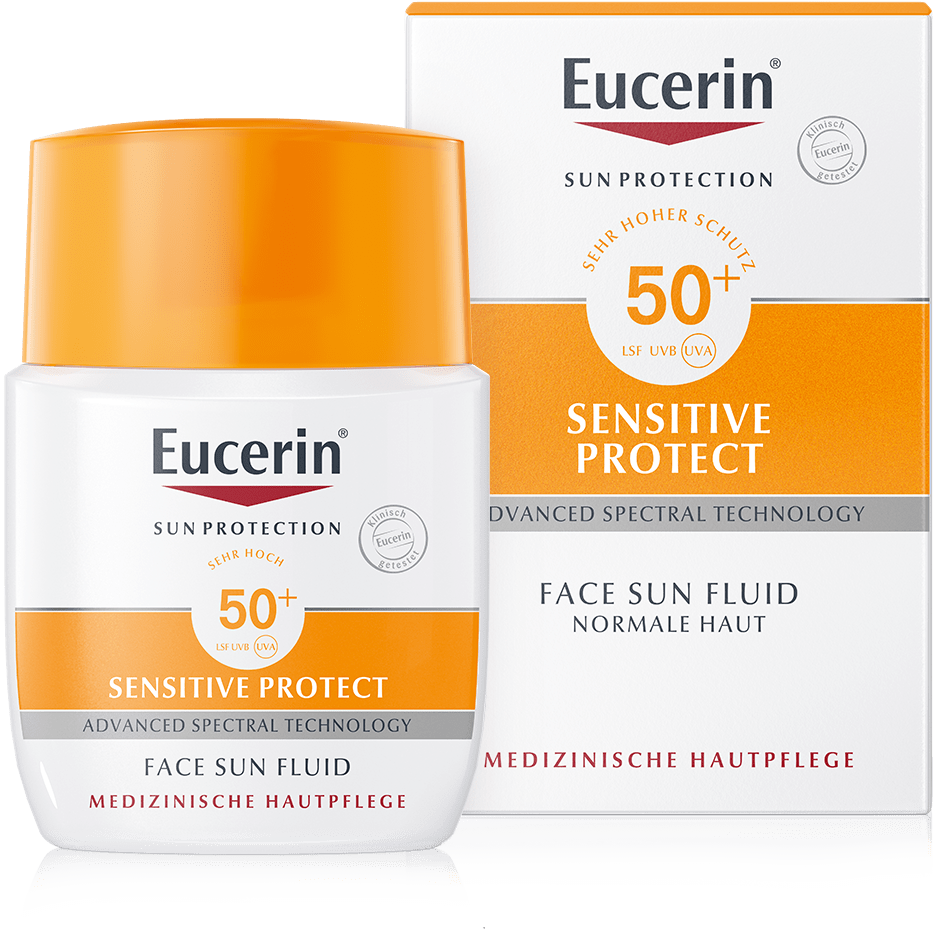 Eucerin®
SUN PROTECTION
Klinisch
Eucerin
getestet
SEHR HOCH
50+
LSF UVB UVA
SENSITIVE PROTECT
ADVANCED SPECTRAL TECHNOLOGY
FACE SUN FLUID
MEDIZINISCHE HAUTPFLEGE
Eucerin®
SUN PROTECTION
Klinisch
Eucerin
getestet
SEHR HOHER SCHUTZ
50+
LSF UVB UVA
SENSITIVE
PROTECT
DVANCED SPECTRAL TECHNOLOGY
FACE SUN FLUID
NORMALE HAUT
MEDIZINISCHE HAUTPFLEGE